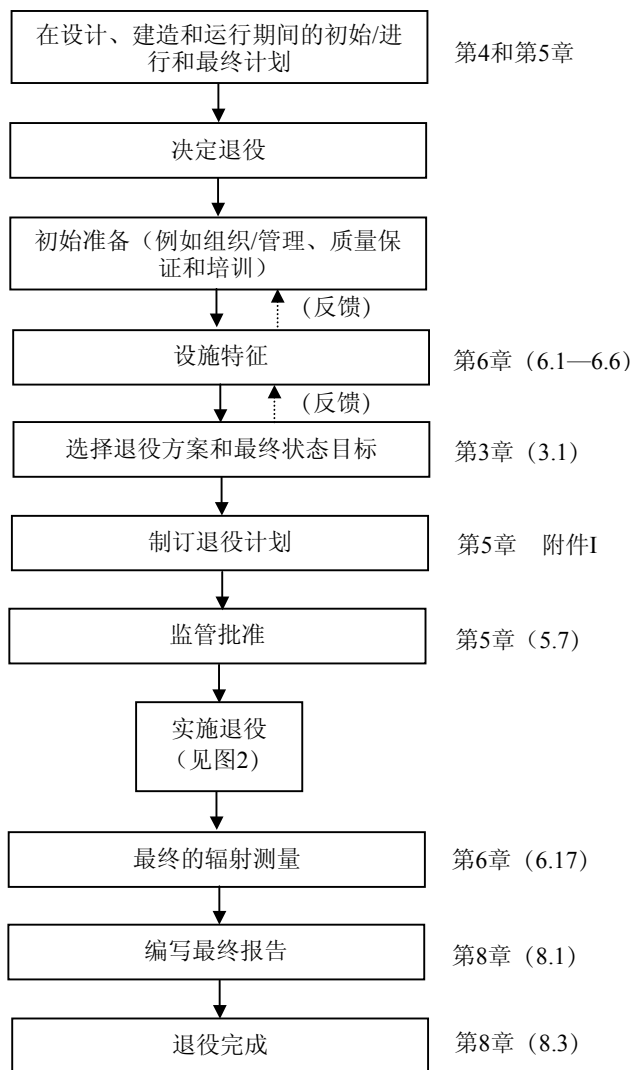 在设计、建造和运行期间的初始/进
行和最终计划
第4和第5章
决定退役
初始准备（例如组织/管理、质量保
证和培训）
（反馈）
设施特征
第6章（6.1—6.6）
（反馈）
选择退役方案和最终状态目标
第3章（3.1）
制订退役计划
第5章 附件I
监管批准
第5章（5.7）
实施退役
（见图2）
最终的辐射测量
第6章（6.17）
编写最终报告
第8章（8.1）
退役完成
第8章（8.3）